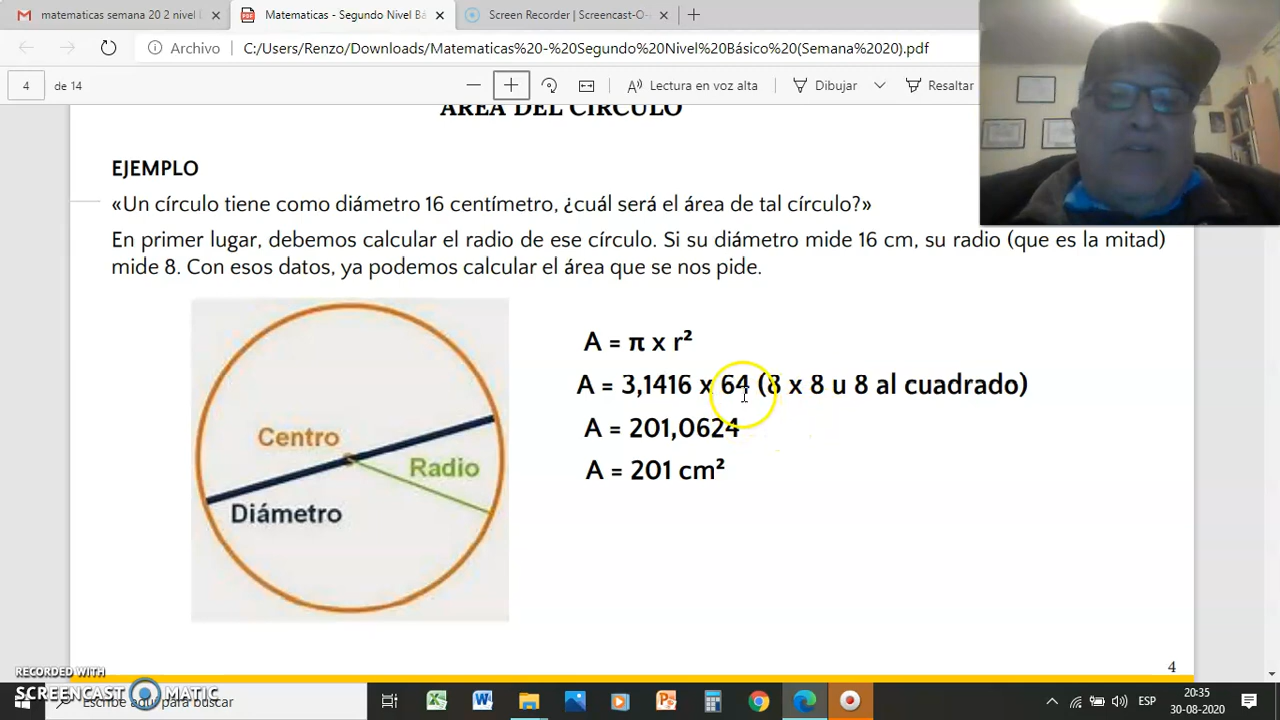 matematicas semana 20 2 nivel
Matematicas - Segundo Nivel Bá
Screen Recorder | Screencast-O-
Archivo
C:/Users/Renzo/Downloads/Matematicas%20-%20Segundo%20Nivel%20Básico%20(Semana%2020).pdf
4 de 14
Lectura en voz alta
Dibujar
Resaltar
ÁREA DEL CÍRCULO
EJEMPLO
«Un círculo tiene como diámetro 16 centímetro, ¿cuál será el área de tal círculo?»
En primer lugar, debemos calcular el radio de ese círculo. Si su diámetro mide 16 cm, su radio (que es la mitad)
mide 8. Con esos datos, ya podemos calcular el área que se nos pide.
A = π x r²
A = 3,1416 x 64 (8 x 8 u 8 al cuadrado)
A = 201,0624
A = 201 cm²
Centro
Radio
Diámetro
4
RECORDED WITH
SCREENCAST MATIC
Escribe aquí para buscar
ESP
20:35
30-08-2020